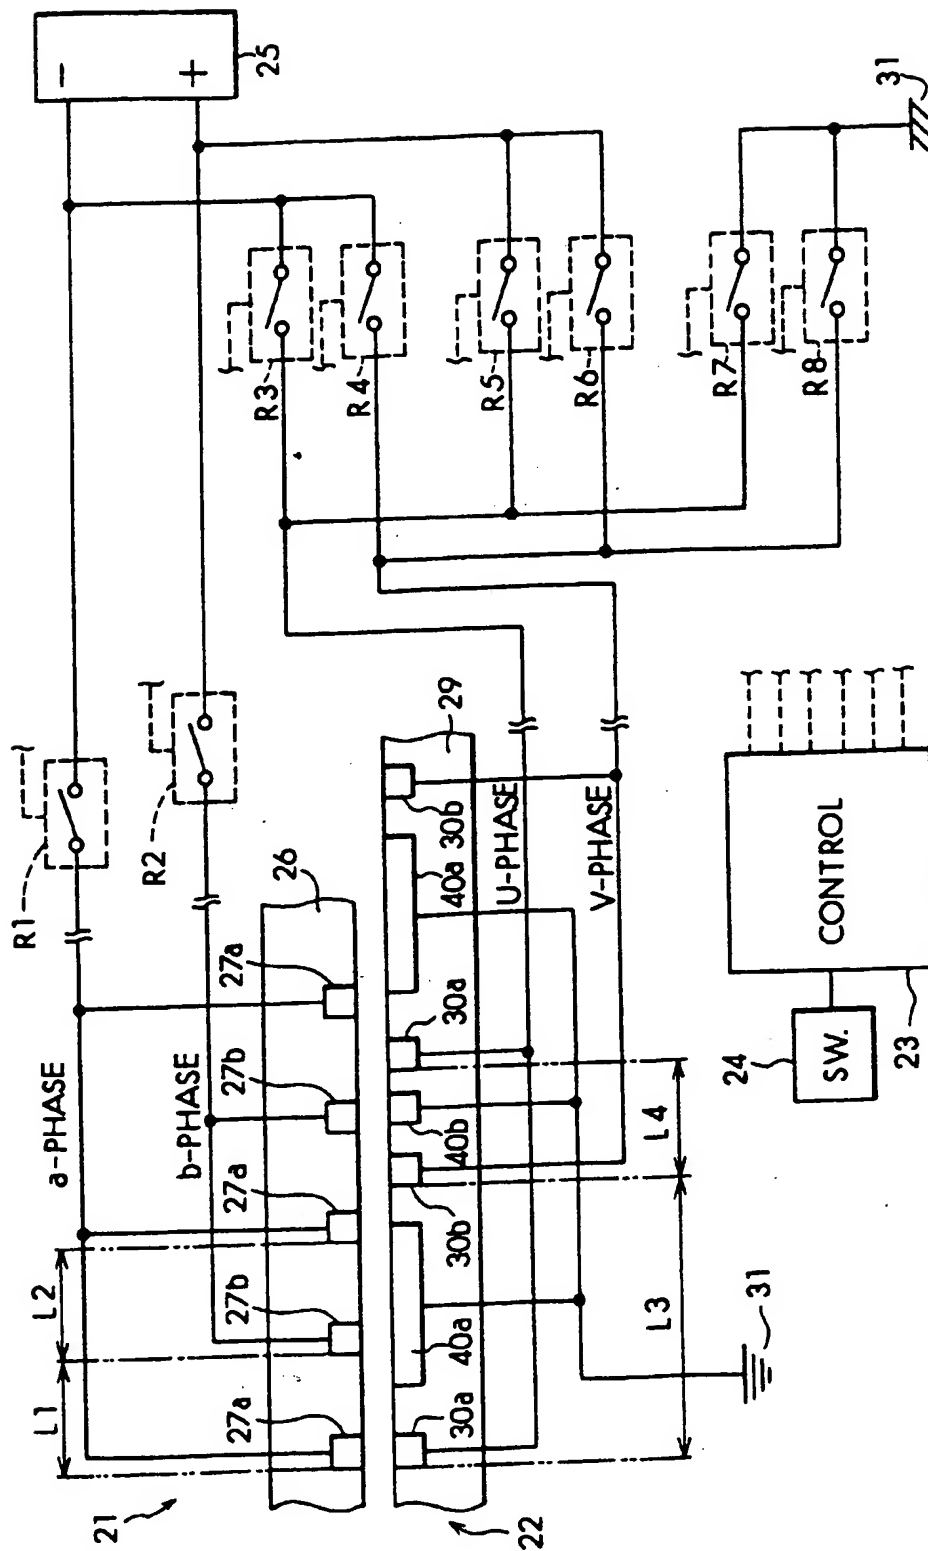 −
+
25
31
R3
R4
R5
R6
R7
R8
R1
R2
26
29
a-PHASE
b-PHASE
27a
27b
27a
27b
27a
30b
40a
U-PHASE
V-PHASE
30a
40b
30b
40a
30a
L1
L2
L3
L4
21
22
31
CONTROL
SW.
24
23